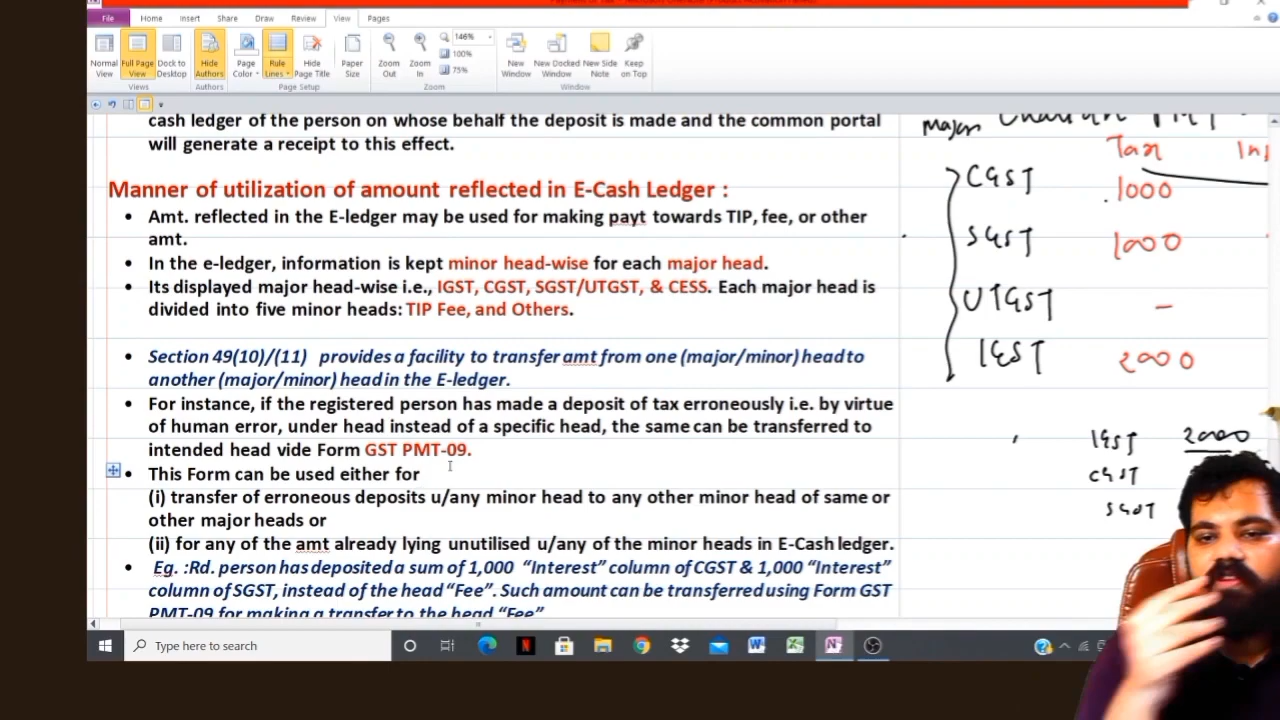 File Home Insert Share Draw Review View Pages
Normal View
Full Page View
Dock to Desktop
Views
Hide Authors
Authors
Page Color
Rule Lines
Hide Page Title
Page Setup
Paper Size
Zoom Out
Zoom In
146%
100%
75%
Zoom
New Window
New Docked Window
New Side Note
Keep on Top
Window
cash ledger of the person on whose behalf the deposit is made and the common portal
will generate a receipt to this effect.
Manner of utilization of amount reflected in E-Cash Ledger :
• Amt. reflected in the E-ledger may be used for making payt towards TIP, fee, or other
amt.
• In the e-ledger, information is kept minor head-wise for each major head.
• Its displayed major head-wise i.e., IGST, CGST, SGST/UTGST, & CESS. Each major head is
divided into five minor heads: TIP Fee, and Others.
• Section 49(10)/(11) provides a facility to transfer amt from one (major/minor) head to
another (major/minor) head in the E-ledger.
• For instance, if the registered person has made a deposit of tax erroneously i.e. by virtue
of human error, under head instead of a specific head, the same can be transferred to
intended head vide Form GST PMT-09.
• This Form can be used either for
(i) transfer of erroneous deposits u/any minor head to any other minor head of same or
other major heads or
(ii) for any of the amt already lying unutilised u/any of the minor heads in E-Cash ledger.
• Eg. :Rd. person has deposited a sum of 1,000 “Interest” column of CGST & 1,000 “Interest”
column of SGST, instead of the head “Fee”. Such amount can be transferred using Form GST
PMT-09 for making a transfer to the head “Fee”
Major
Tax
CGST 1000
SGST 1000
UTGST -
IGST 2000
IGST 2000
CGST
SGST
Type here to search